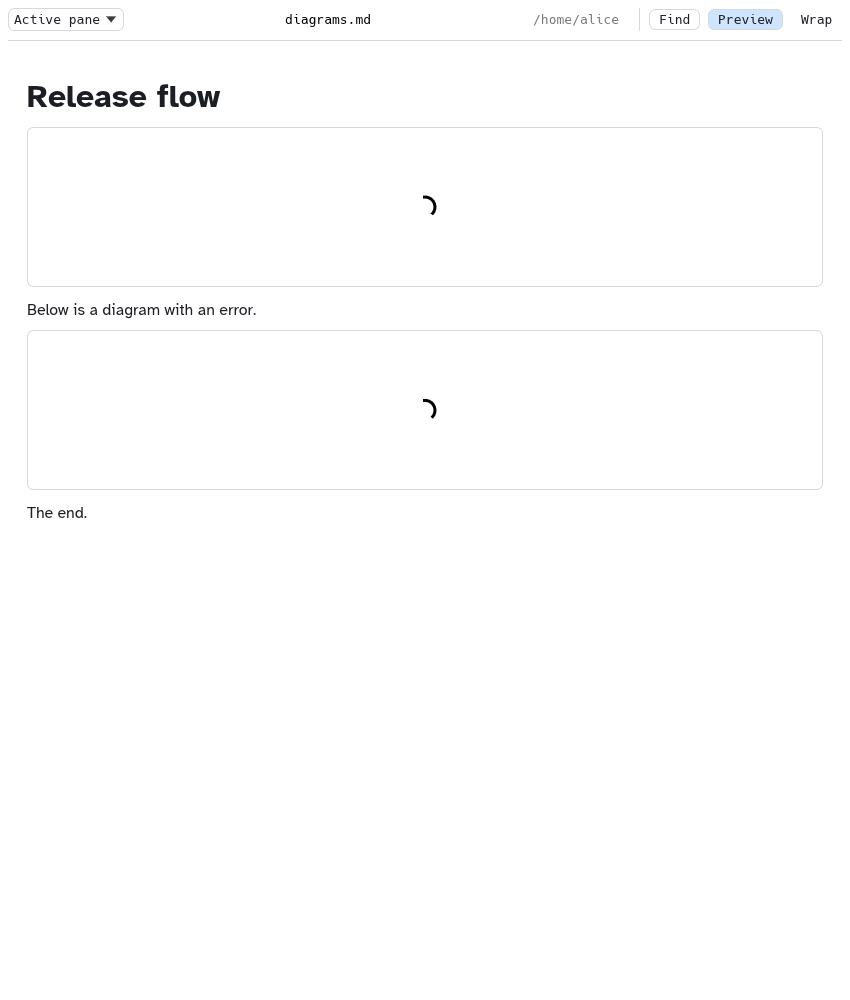 Active pane
diagrams.md
/home/alice
Find
Preview
Wrap
Release flow
Below is a diagram with an error.
The end.